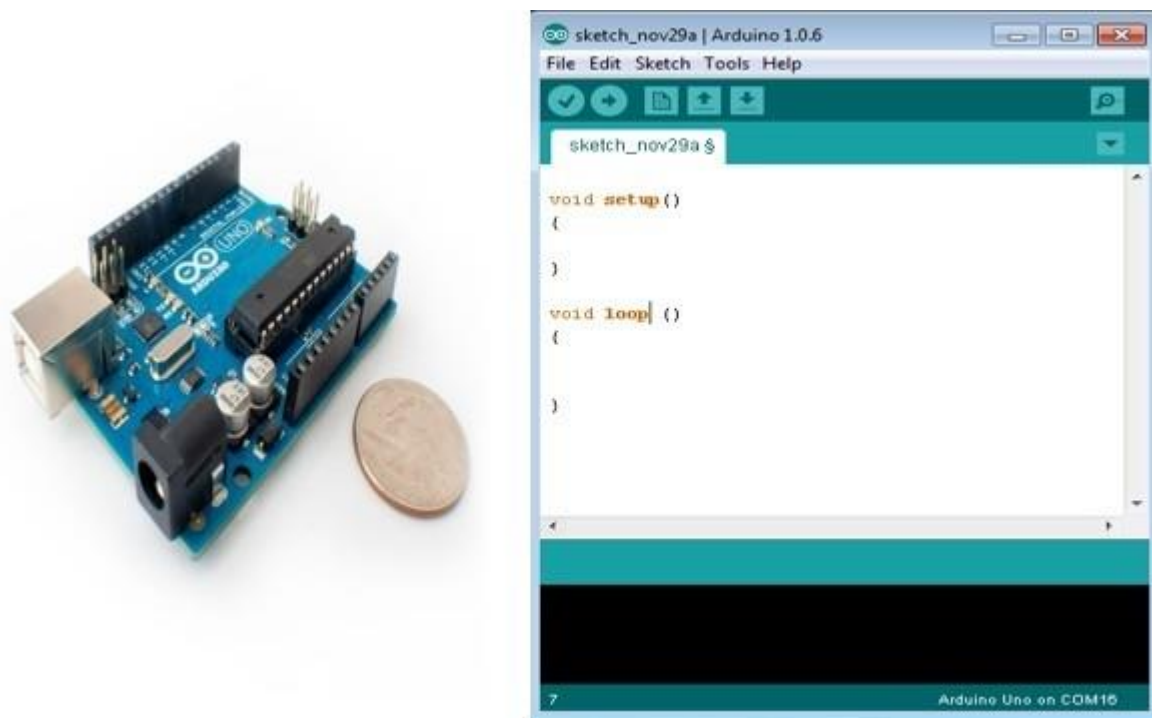 UNO
ARDUINO
sketch_nov29a | Arduino 1.0.6
File Edit Sketch Tools Help
sketch_nov29a §
void setup()
{

}
void loop ()
{

}
7 Arduino Uno on COM16